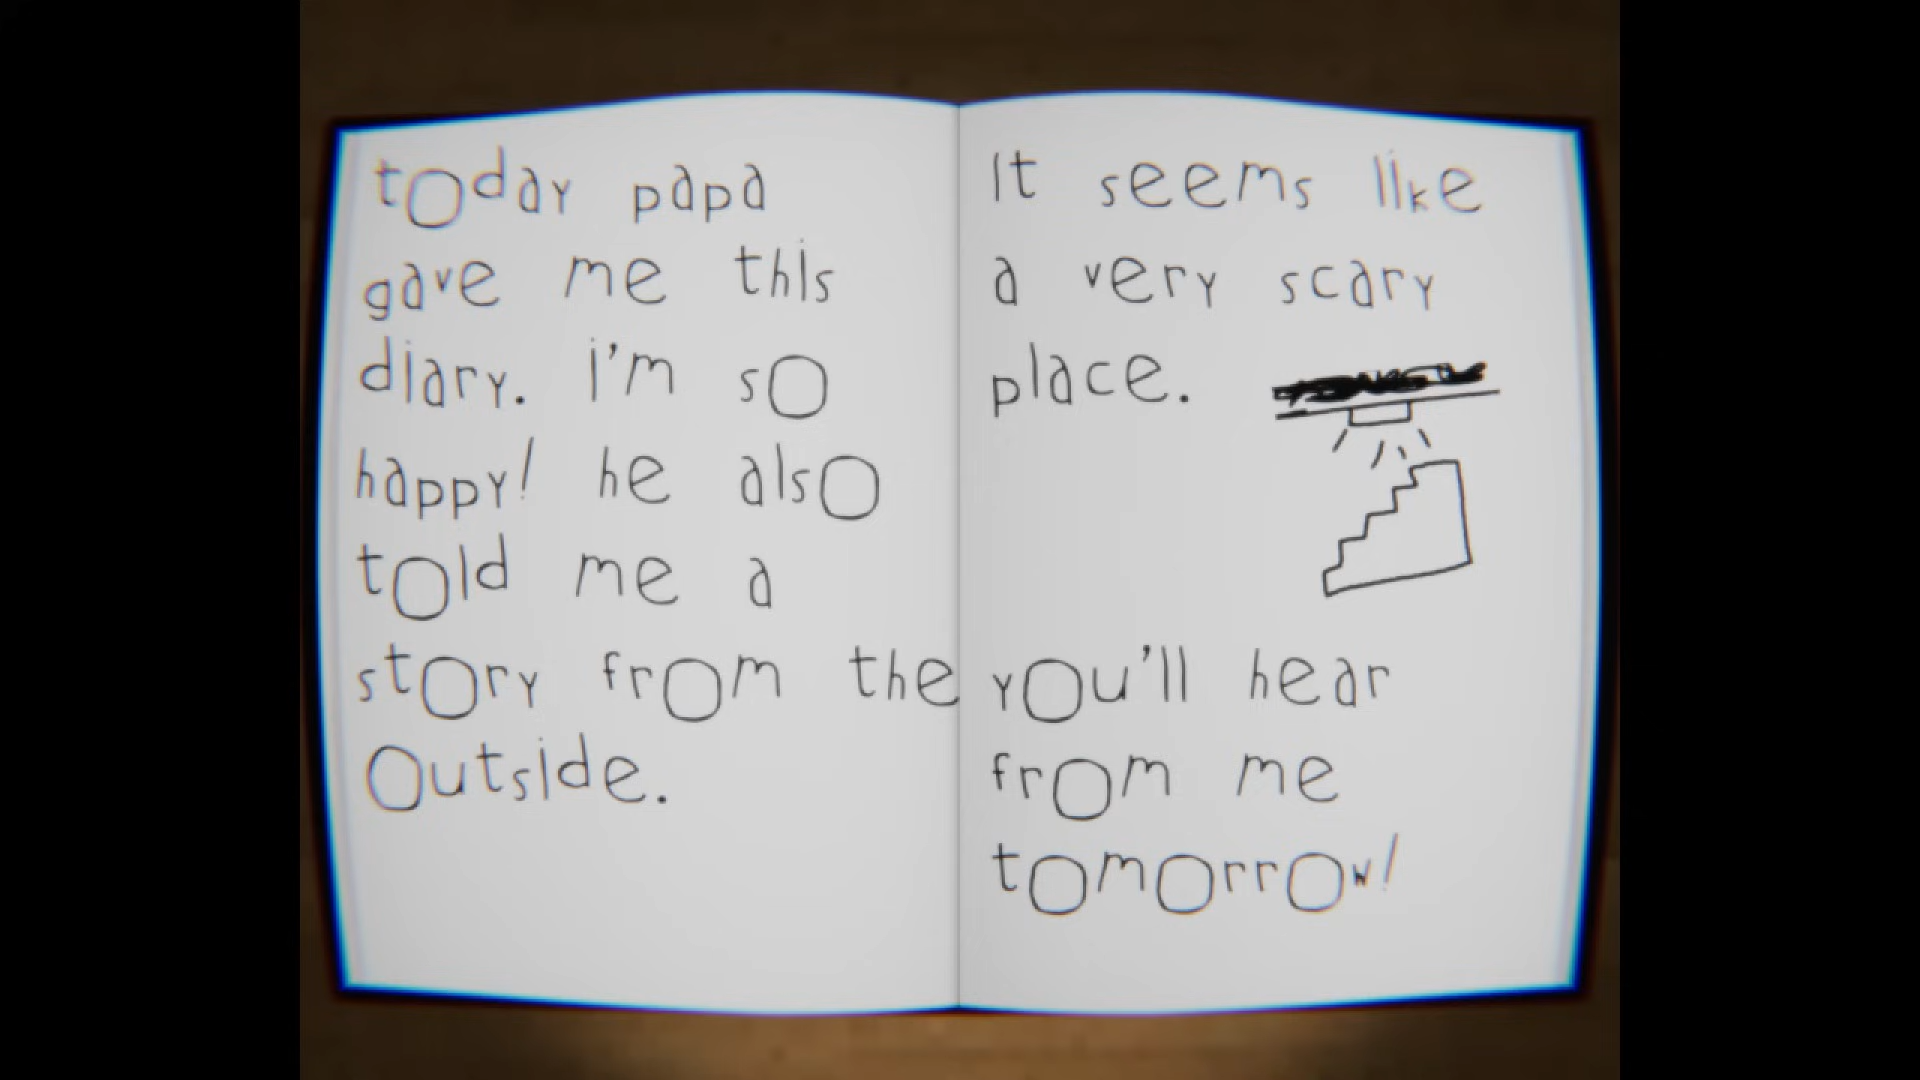 today papa
gave me this
diary. i'm so
happy! he also
told me a
story from the
Outside.
It seems like
a very scary
place.
you'll hear
from me
tomorrow!